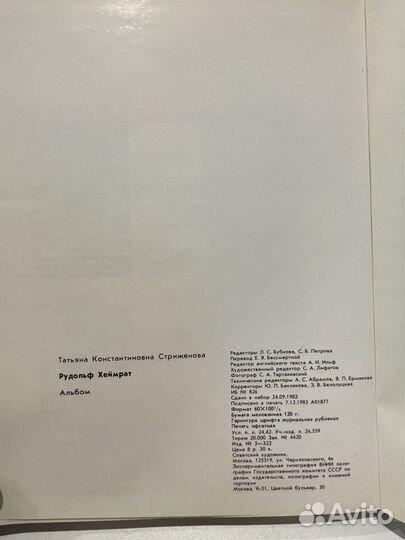 Татьяна Константиновна Стриженова
Рудольф Хеймрат
Альбом
Редакторы Л. С. Бубнова, С. Б. Петрова
Перевод Е. Я. Бессмертной
Редактор английского текста А. И. Ильф
Художественный редактор С. А. Лифатов
Фотограф С. А. Тартаковский
Технические редакторы А. С. Абрамов, В. П. Ермакова
Корректоры Ю. П. Баклакова, З. В. Белолуцкая
ИБ № 826
Сдано в набор 24.09.1982
Подписано в печать 7.12.1983 А01877
Формат 60Х100¹/₈
Бумага мелованная 120 г.
Гарнитура шрифта журнальная рубленая
Печать офсетная
Усл. п. л. 24,42. Уч.-изд. л. 26,559
Тираж 20.000 Зак. № 4420
Изд. № 3—322
Цена 8 р. 30 к.
Советский художник.
Москва, 125319, ул. Черняховского, 4а
Экспериментальная типография ВНИИ поли-
графии Государственного комитета СССР по
делам издательств, полиграфии и книжной
торговли
Москва, К-51, Цветной бульвар, 30
Avito